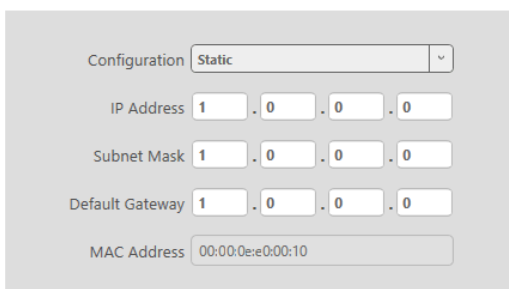 Configuration Static
IP Address 1 . 0 . 0 . 0
Subnet Mask 1 . 0 . 0 . 0
Default Gateway 1 . 0 . 0 . 0
MAC Address 00:00:0e:e0:00:10